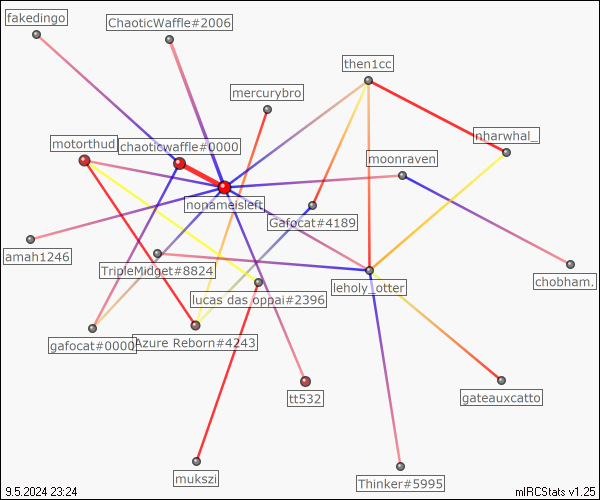 fakedingo
ChaoticWaffle#2006
then1cc
mercurybro
nharwhal_
motorthud
chaoticwaffle#0000
moonraven
nonameisleft
Gafocat#4189
amah1246
TripleMidget#8824
chobham.
leholy_otter
lucas das oppai#2396
gafocat#0000
Azure Reborn#4243
tt532
gateauxcatto
mukszi
Thinker#5995
9.5.2024 23:24
mIRCStats v1.25